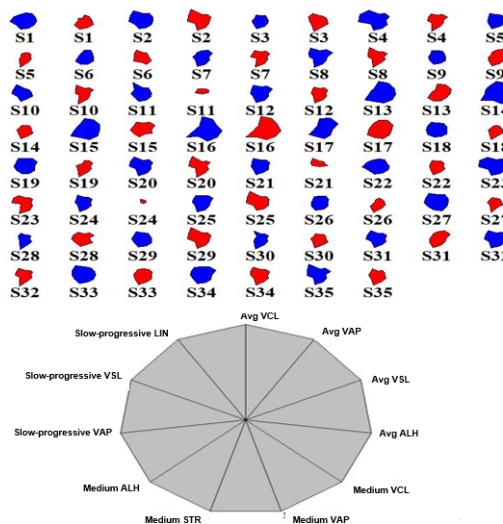 S1 S1 S2 S2 S3 S3 S4 S4 S5
S5 S6 S6 S7 S7 S8 S8 S9 S9
S10 S10 S11 S11 S12 S12 S13 S13 S14
S14 S15 S15 S16 S16 S17 S17 S18 S18
S19 S19 S20 S20 S21 S21 S22 S22 S23
S23 S24 S24 S25 S25 S26 S26 S27 S27
S28 S28 S29 S29 S30 S30 S31 S31 S32
S32 S33 S33 S34 S34 S35 S35
Avg VCL
Slow-progressive LIN Avg VAP
Slow-progressive VSL Avg VSL
Slow-progressive VAP Avg ALH
Medium ALH Medium VCL
Medium STR Medium VAP